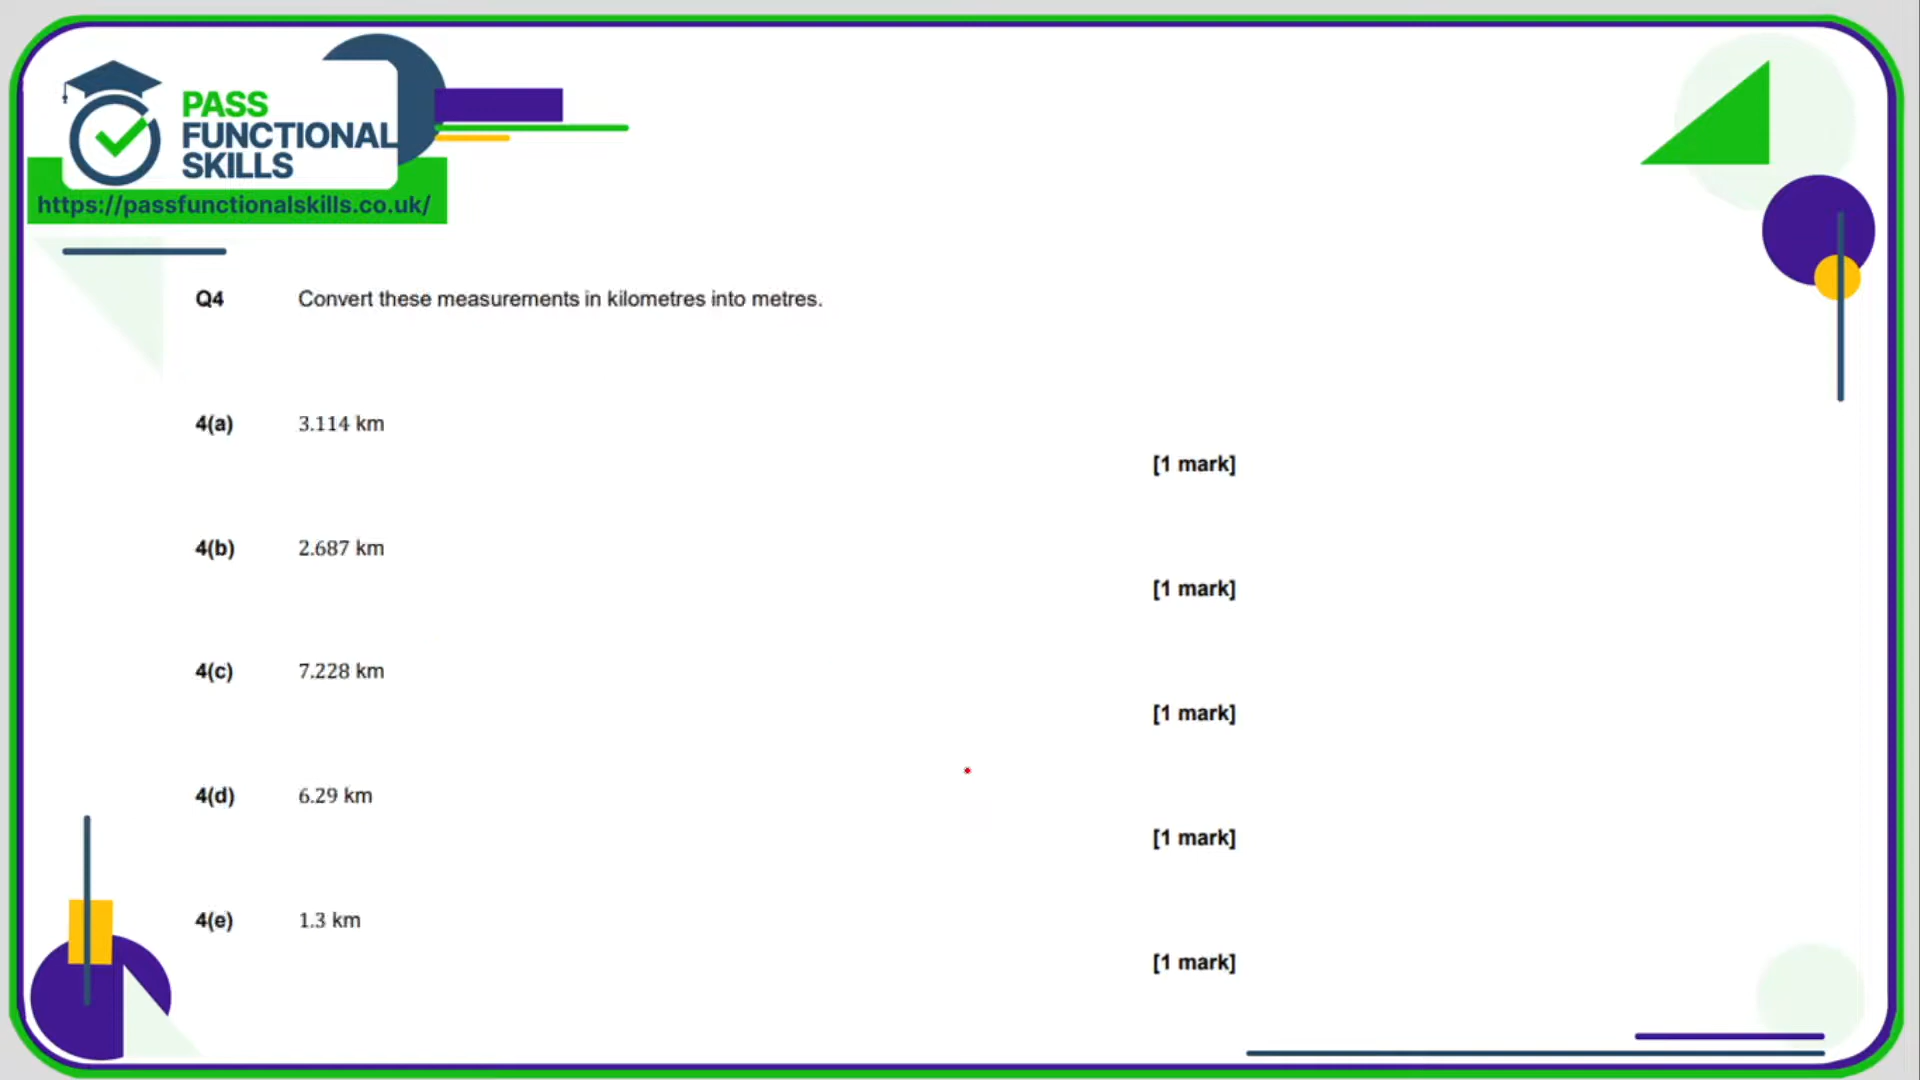 PASS
FUNCTIONAL
SKILLS
https://passfunctionalskills.co.uk/
Q4 Convert these measurements in kilometres into metres.
4(a) 3.114 km
[1 mark]
4(b) 2.687 km
[1 mark]
4(c) 7.228 km
[1 mark]
4(d) 6.29 km
[1 mark]
4(e) 1.3 km
[1 mark]